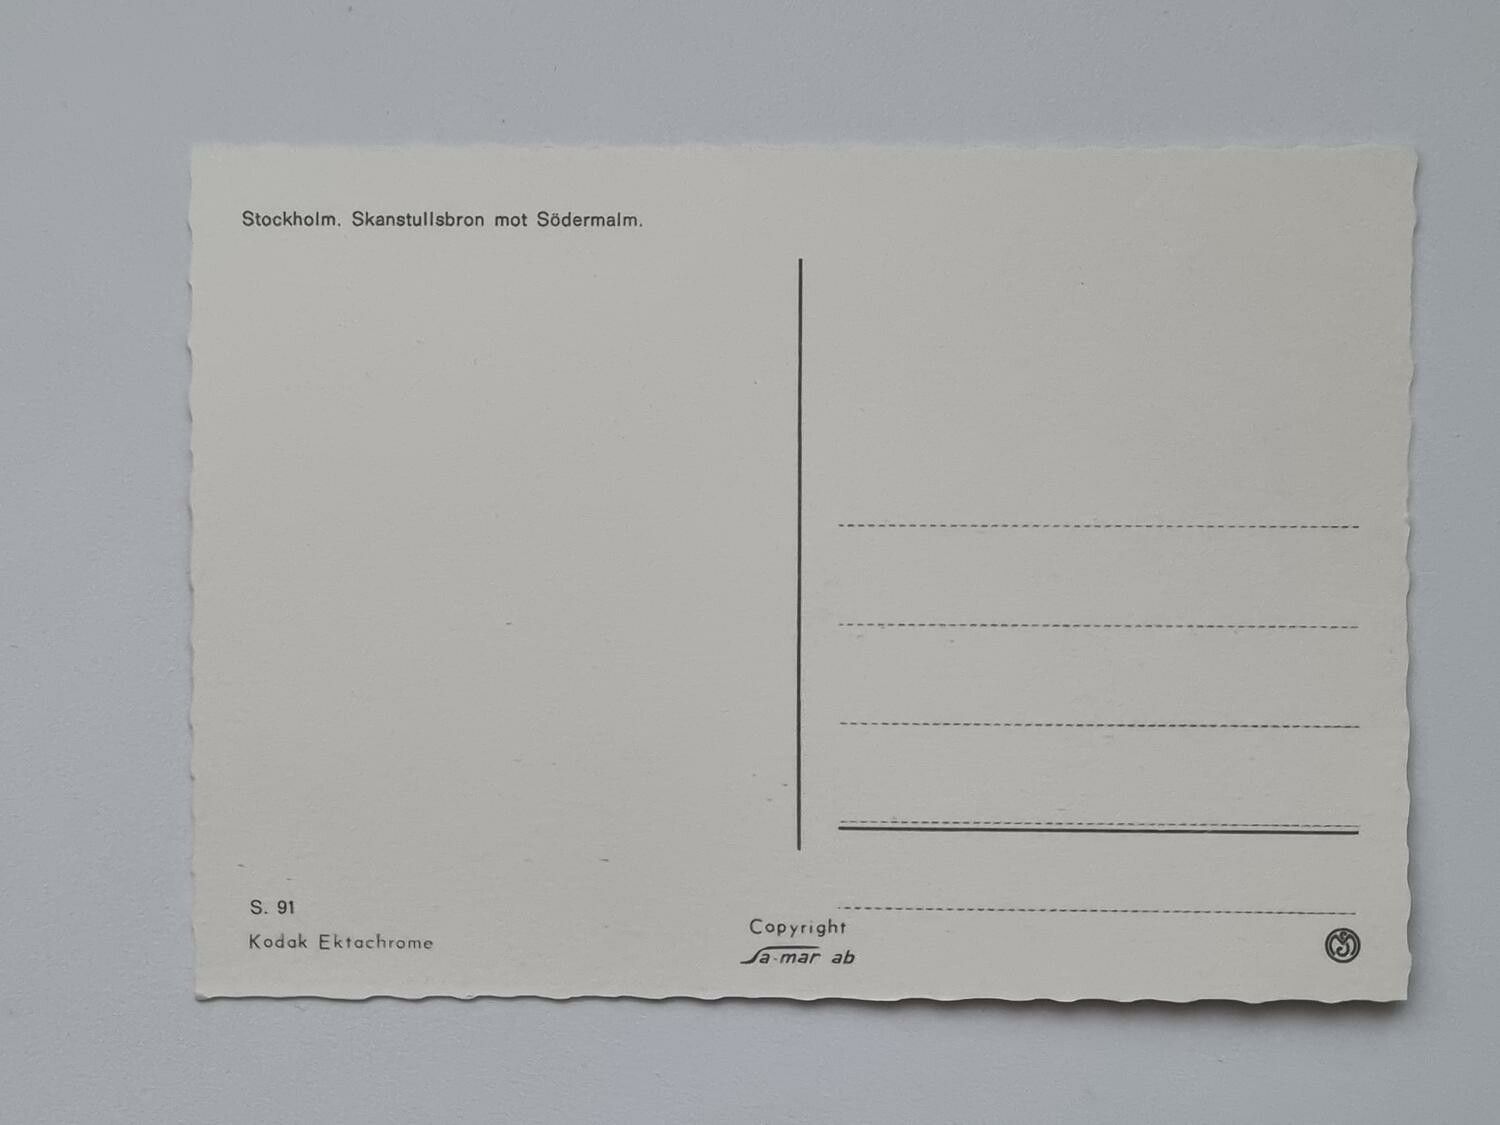 Stockholm. Skanstullsbron mot Södermalm.
S. 91
Kodak Ektachrome
Copyright
Sa-mar ab